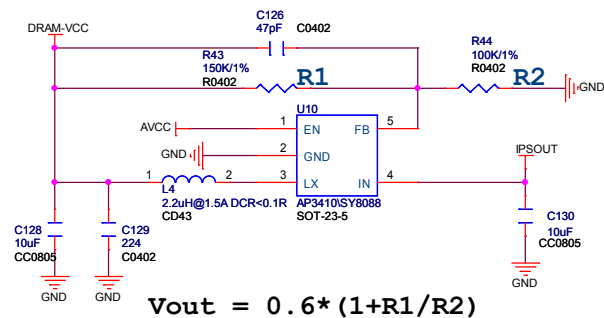 C126
47pF C0402
DRAM-VCC
R43
150K/1%
R0402
R1
R44
100K/1%
R0402
R2
GND
U10
AVCC
1 EN FB 5
GND
2 GND
1 2 3 LX IN 4
IPSOUT
L4
2.2uH@1.5A DCR<0.1R
CD43
AP3410\SY8088
SOT-23-5
C128
10uF
CC0805
C129
224
C0402
C130
10uF
CC0805
GND GND GND
Vout = 0.6*(1+R1/R2)